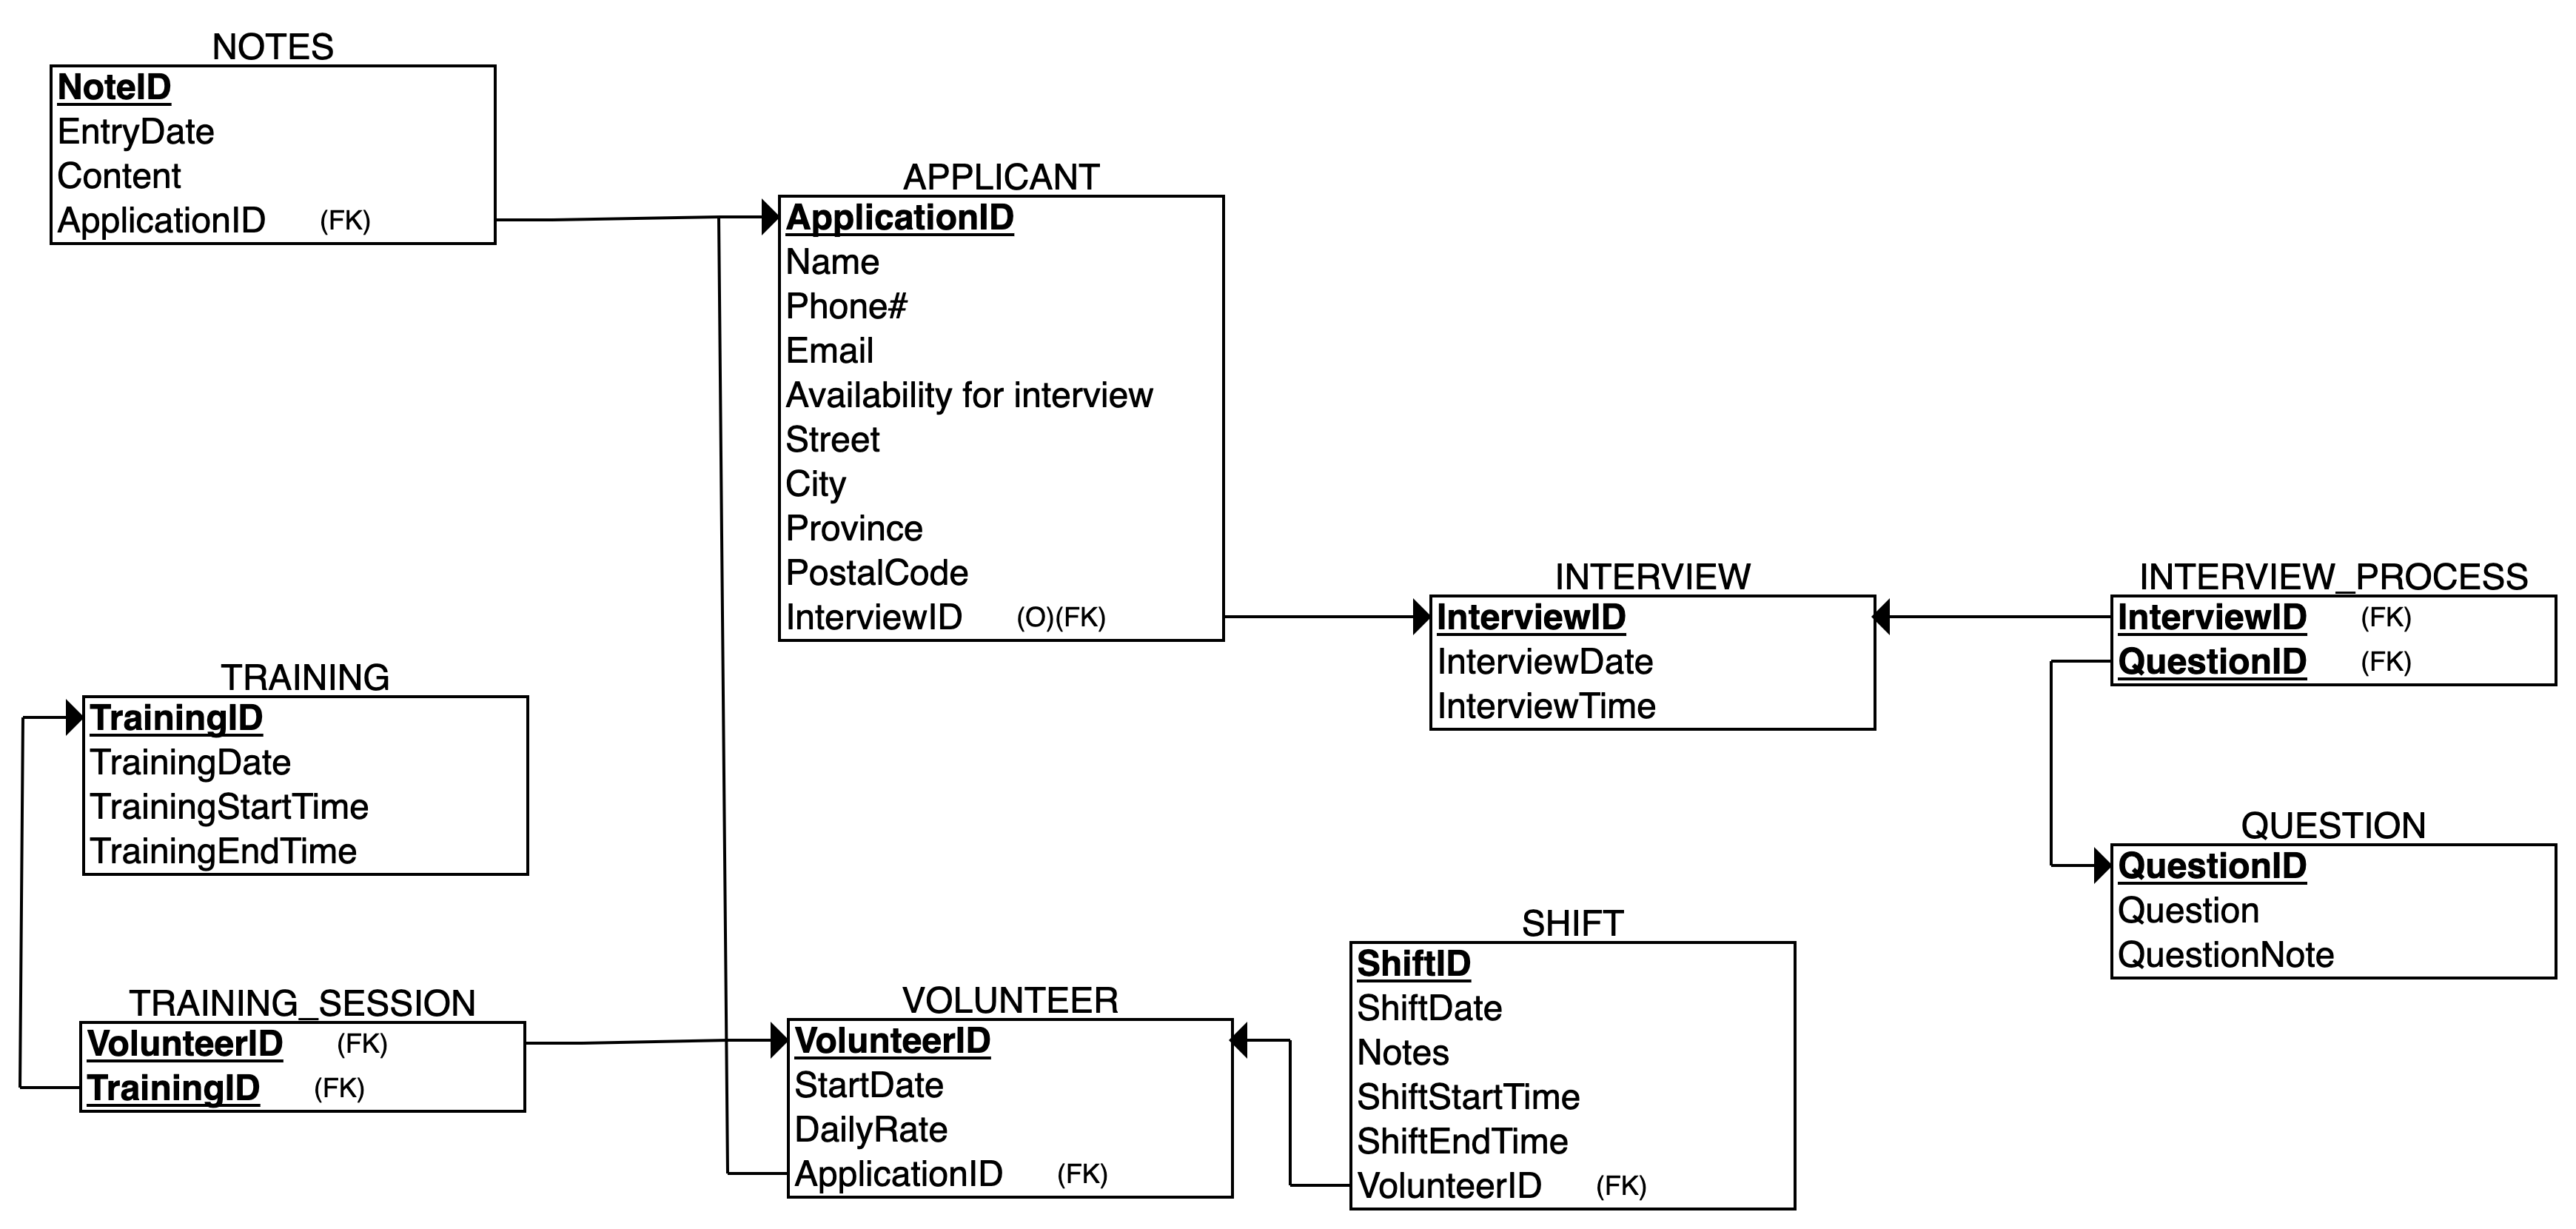 NOTES
NoteID
EntryDate
Content
ApplicationID (FK)
APPLICANT
ApplicationID
Name
Phone#
Email
Availability for interview
Street
City
Province
PostalCode
InterviewID (O)(FK)
INTERVIEW
InterviewID
InterviewDate
InterviewTime
INTERVIEW_PROCESS
InterviewID (FK)
QuestionID (FK)
TRAINING
TrainingID
TrainingDate
TrainingStartTime
TrainingEndTime
QUESTION
QuestionID
Question
QuestionNote
TRAINING_SESSION
VolunteerID (FK)
TrainingID (FK)
VOLUNTEER
VolunteerID
StartDate
DailyRate
ApplicationID (FK)
SHIFT
ShiftID
ShiftDate
Notes
ShiftStartTime
ShiftEndTime
VolunteerID (FK)